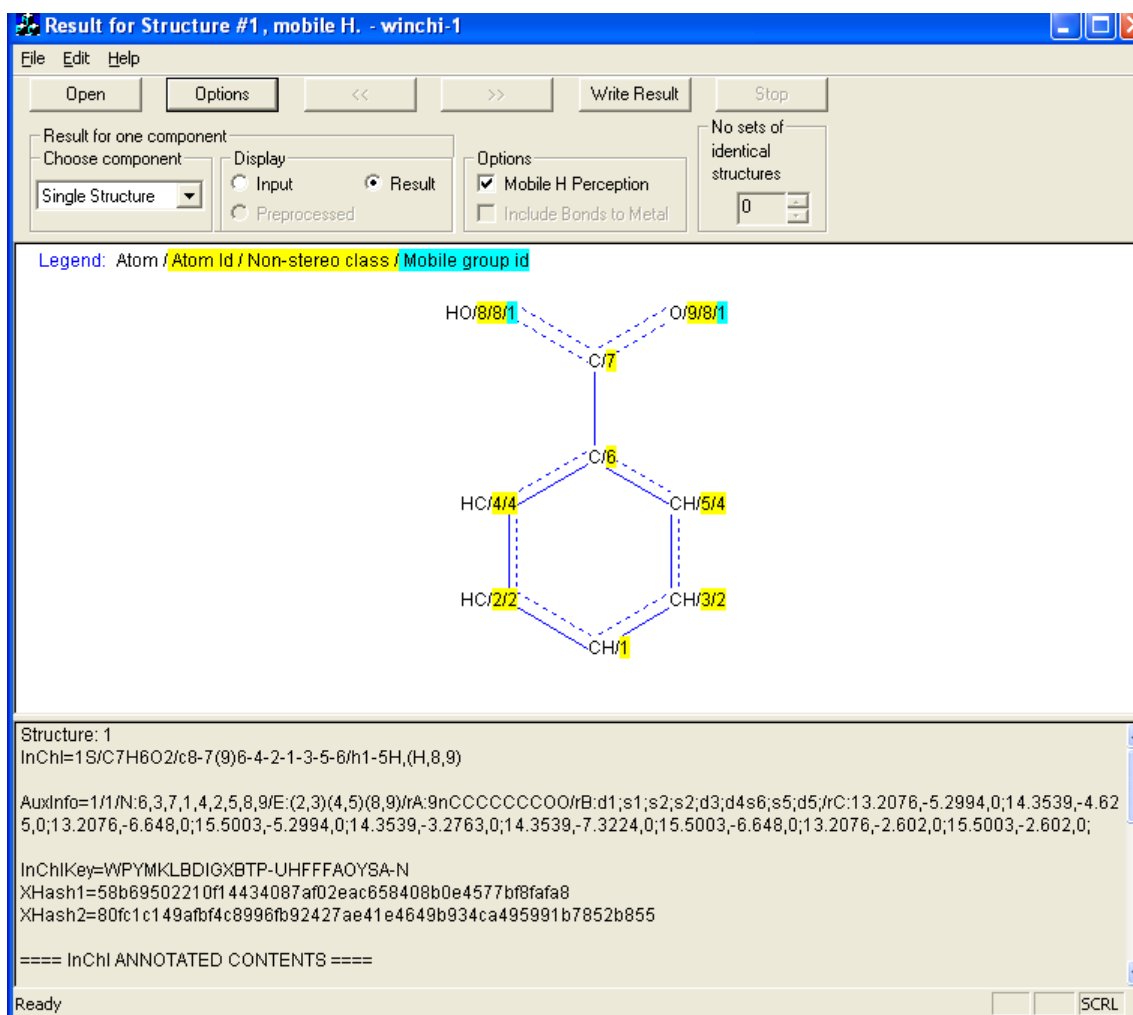 Result for Structure #1, mobile H. - winchi-1
File Edit Help
Open Options << >> Write Result Stop
Result for one component
Choose component
Single Structure
Display
Input Result
Preprocessed
Options
Mobile H Perception
Include Bonds to Metal
No sets of
identical
structures
0
Legend: Atom / Atom Id / Non-stereo class / Mobile group id
HO/8/8/1 O/9/8/1
C/7
C/6
HC/4/4 CH/5/4
HC/2/2 CH/3/2
CH/1
Structure: 1
InChI=1S/C7H6O2/c8-7(9)6-4-2-1-3-5-6/h1-5H,(H,8,9)
AuxInfo=1/1/N:6,3,7,1,4,2,5,8,9/E:(2,3)(4,5)(8,9)/rA:9nCCCCCCCOO/rB:d1;s1;s2;s2;d3;d4s6;s5;d5;/rC:13.2076,-5.2994,0;14.3539,-4.62
5,0;13.2076,-6.648,0;15.5003,-5.2994,0;14.3539,-3.2763,0;14.3539,-7.3224,0;15.5003,-6.648,0;13.2076,-2.602,0;15.5003,-2.602,0;
InChIKey=WPYMKLBDIGXBTP-UHFFFAOYSA-N
XHash1=58b69502210f14434087af02eac658408b0e4577bf8fafa8
XHash2=80fc1c149afbf4c8996fb92427ae41e4649b934ca495991b7852b855
==== InChI ANNOTATED CONTENTS ====
Ready SCRL